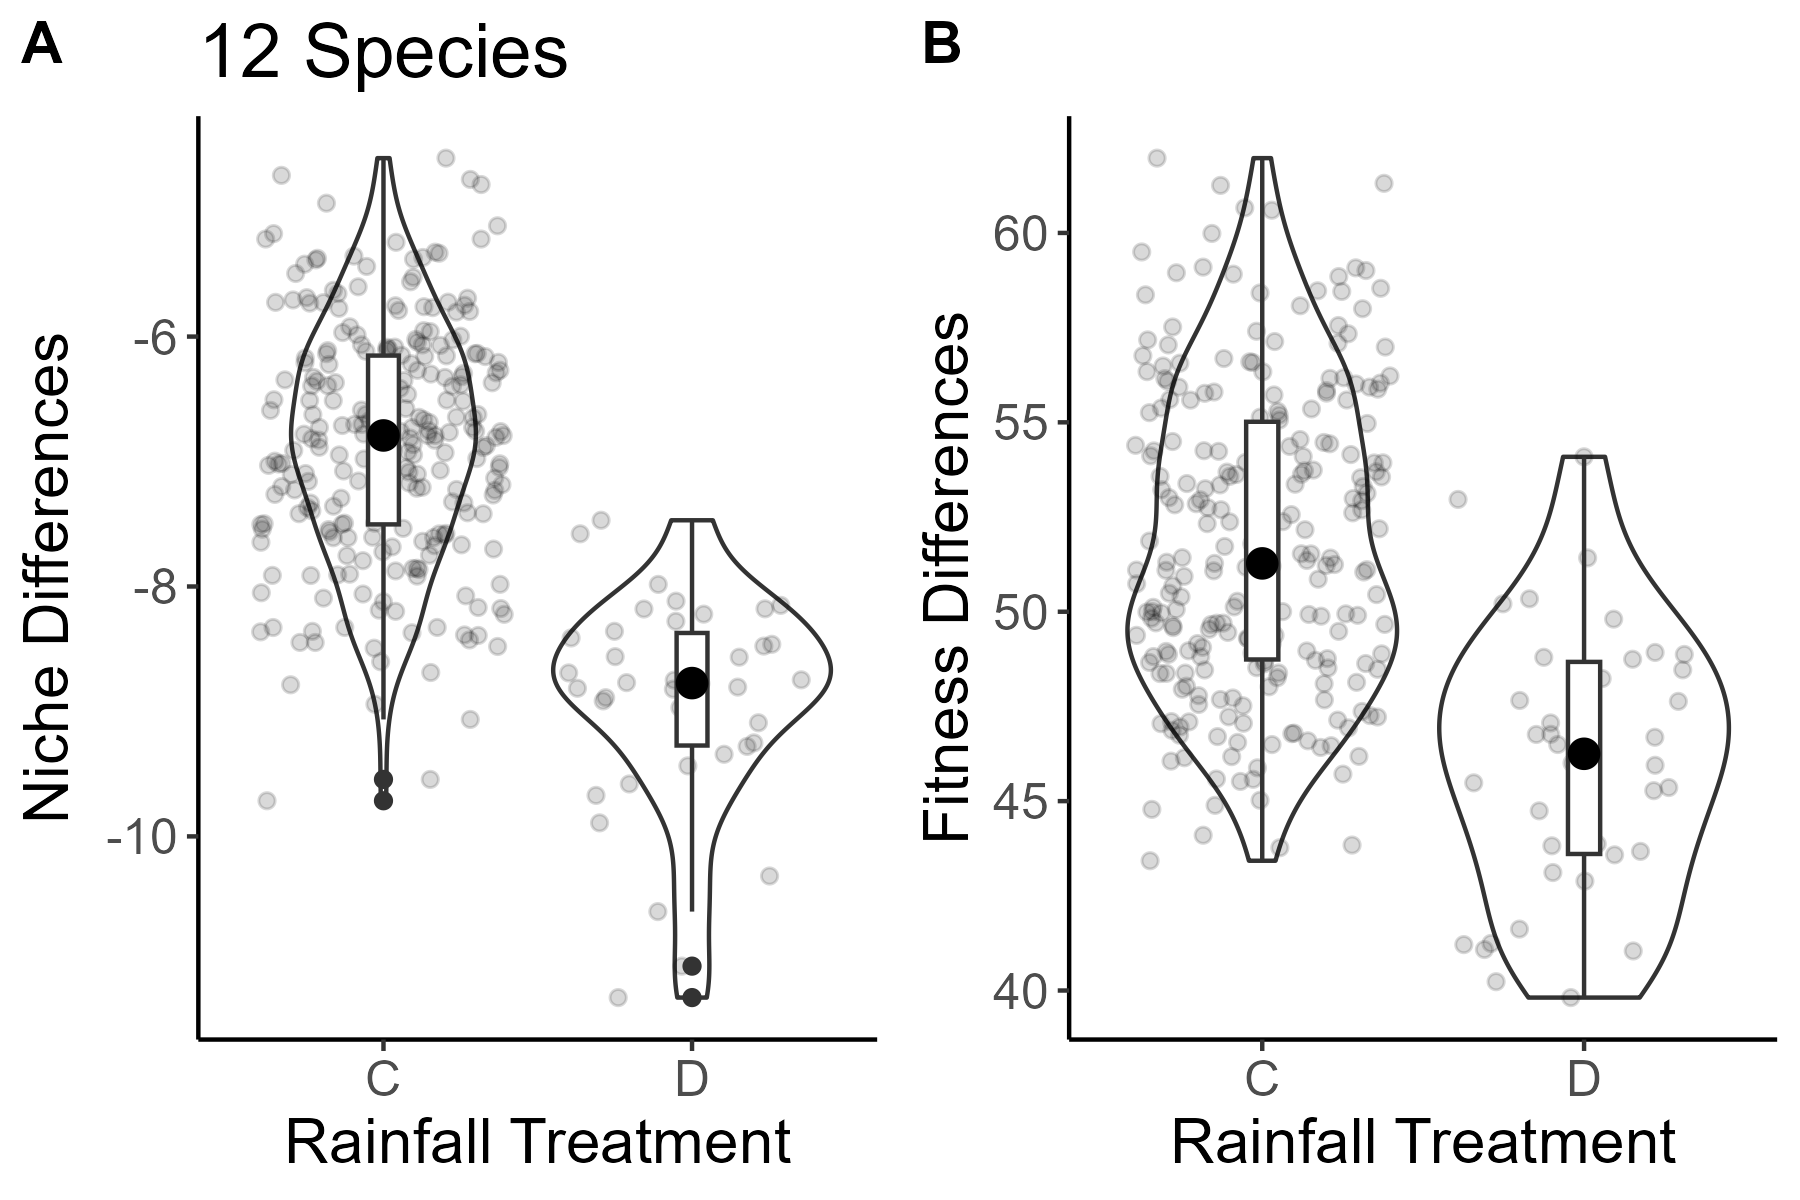 A
12 Species
Niche Differences
-6
-8
-10
C
D
Rainfall Treatment
B
Fitness Differences
60
55
50
45
40
C
D
Rainfall Treatment